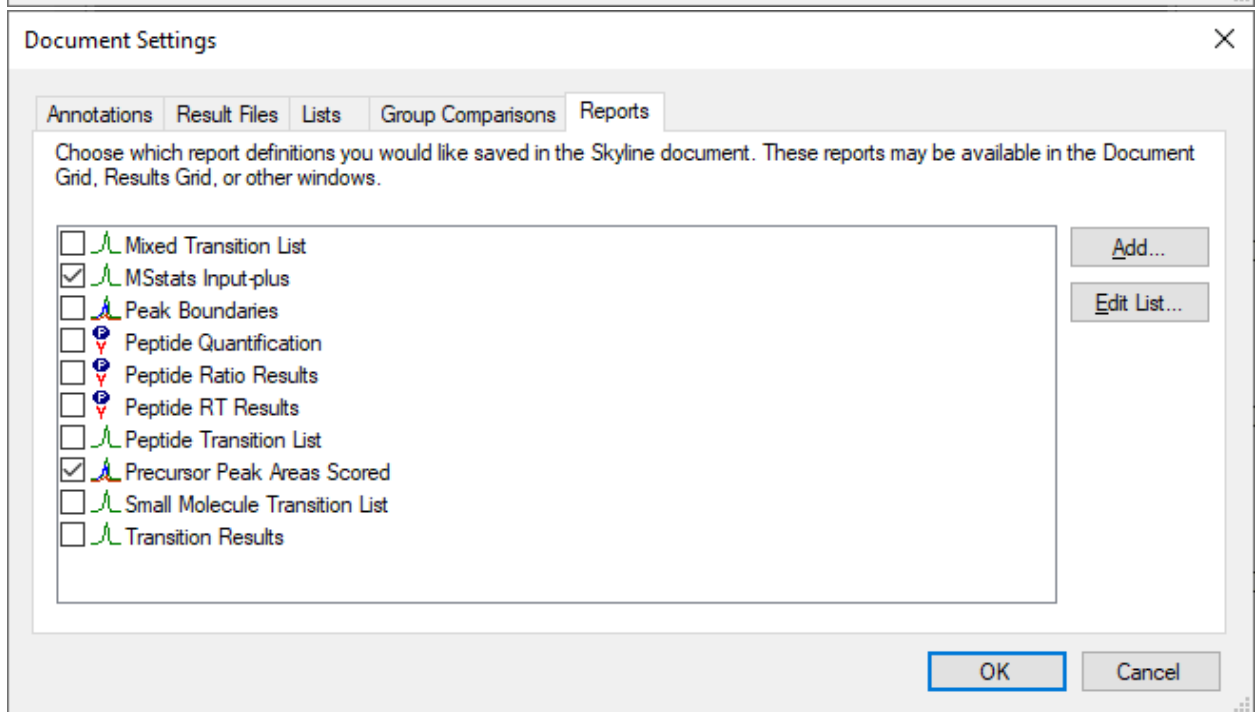 Document Settings
Annotations Result Files Lists Group Comparisons Reports
Choose which report definitions you would like saved in the Skyline document. These reports may be available in the Document
Grid, Results Grid, or other windows.
Mixed Transition List
Add...
MSstats Input-plus
Peak Boundaries
Edit List...
Peptide Quantification
Peptide Ratio Results
Peptide RT Results
Peptide Transition List
Precursor Peak Areas Scored
Small Molecule Transition List
Transition Results
OK Cancel